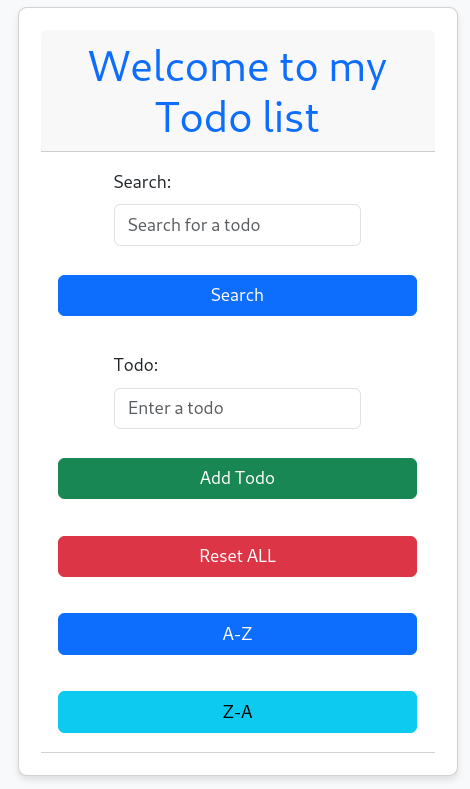 Welcome to my
Todo list
Search:
Search for a todo
Search
Todo:
Enter a todo
Add Todo
Reset ALL
A-Z
Z-A